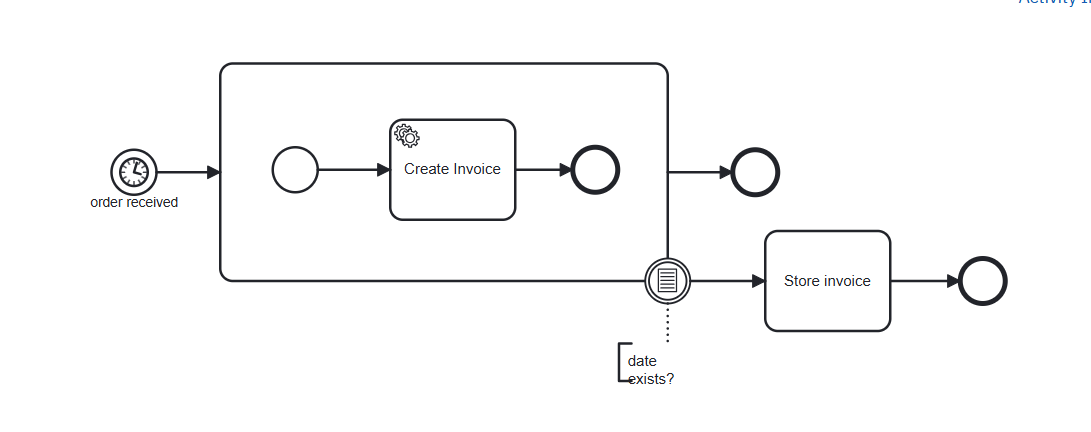 Create Invoice
order received
Store invoice
date
exists?